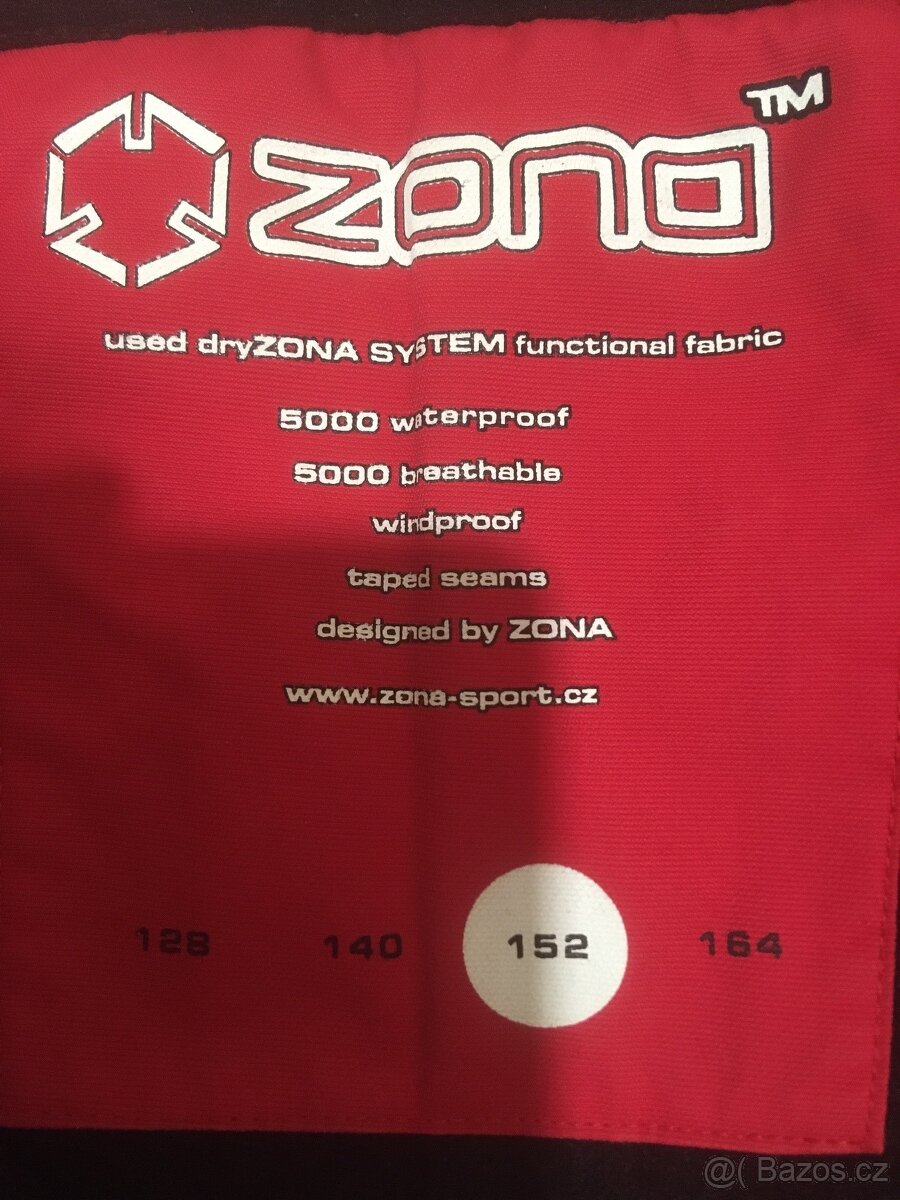 zona™
used dryZONA SYSTEM functional fabric
5000 waterproof
5000 breathable
windproof
taped seams
designed by ZONA
www.zona-sport.cz
128 140 152 164
@( Bazos.cz